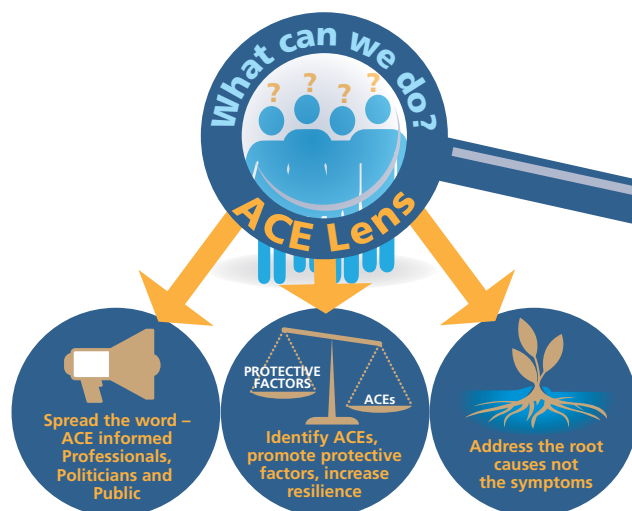 What can we do?
? ? ? ?
ACE Lens
Spread the word –
ACE informed
Professionals,
Politicians and
Public
PROTECTIVE
FACTORS
ACEs
Identify ACEs,
promote protective
factors, increase
resilience
Address the root
causes not
the symptoms